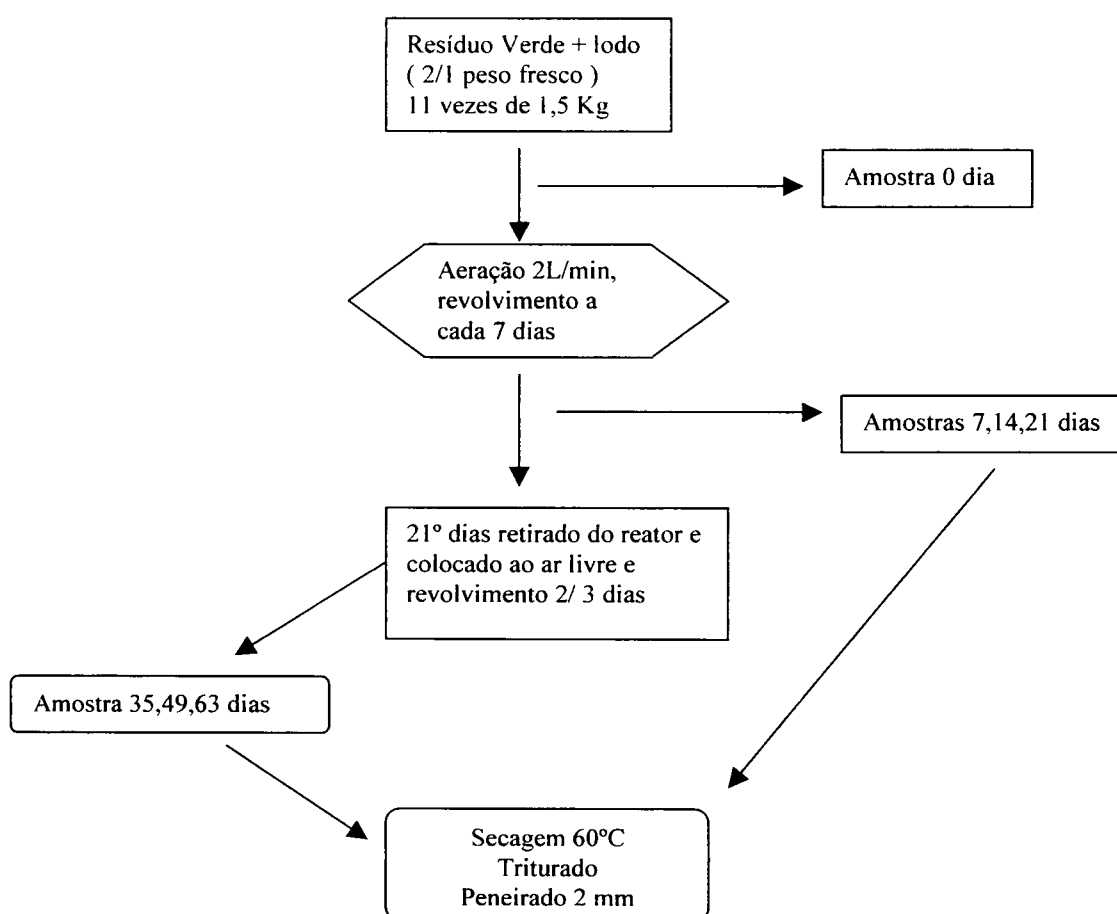 Resíduo Verde + lodo
( 2/1 peso fresco )
11 vezes de 1,5 Kg
Amostra 0 dia
Aeração 2L/min,
revolvimento a
cada 7 dias
Amostras 7,14,21 dias
21º dias retirado do reator e
colocado ao ar livre e
revolvimento 2/ 3 dias
Amostra 35,49,63 dias
Secagem 60ºC
Triturado
Peneirado 2 mm